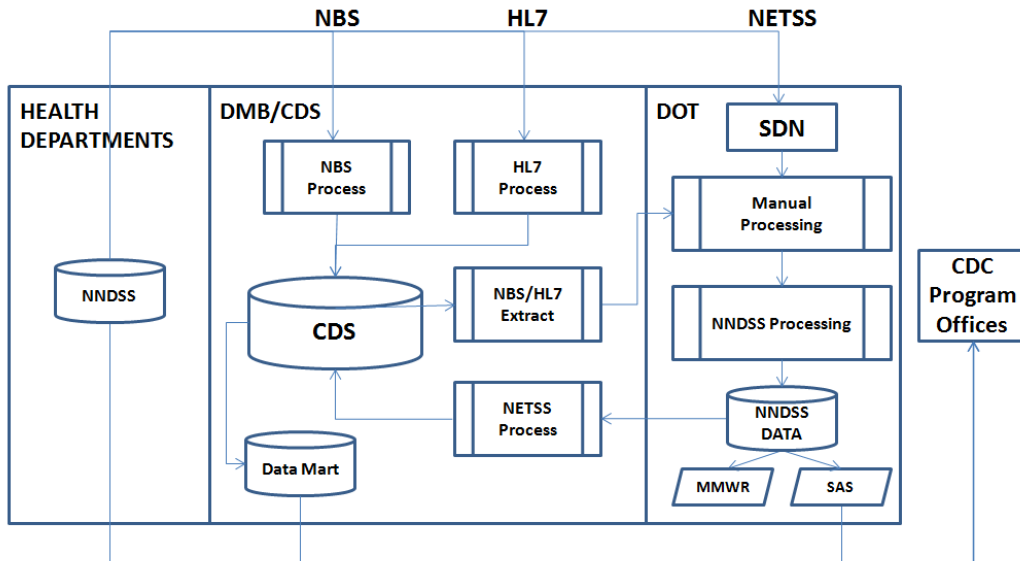 NBS
HL7
NETSS
HEALTH
DEPARTMENTS
DMB/CDS
DOT
SDN
NBS
Process
HL7
Process
Manual
Processing
NNDSS
CDS
NBS/HL7
Extract
NNDSS Processing
CDC
Program
Offices
NETSS
Process
NNDSS
DATA
Data Mart
MMWR
SAS